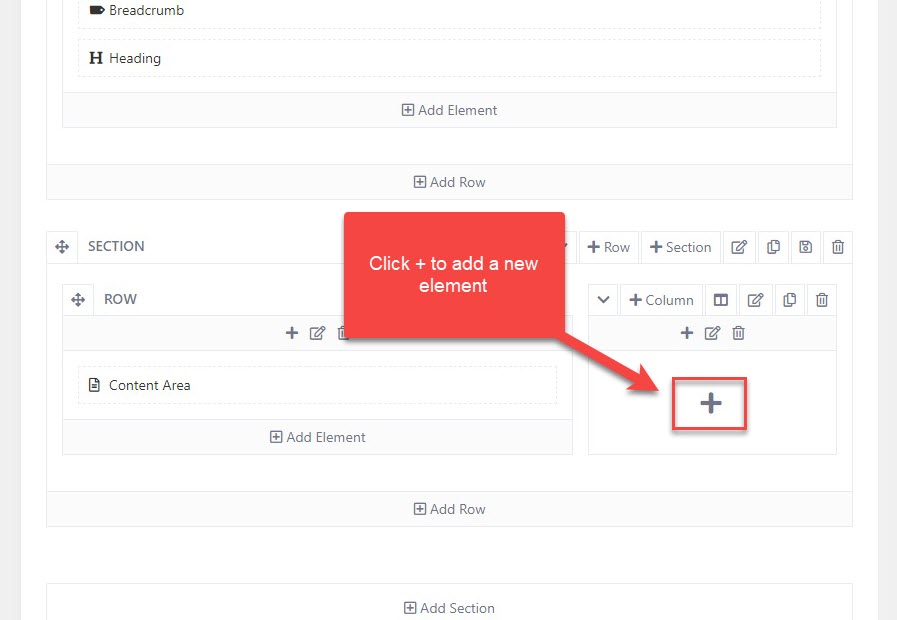 Breadcrumb
H Heading
Add Element
Add Row
SECTION
+ Row
+ Section
Click + to add a new
element
ROW
+ Column
Content Area
Add Element
Add Row
Add Section